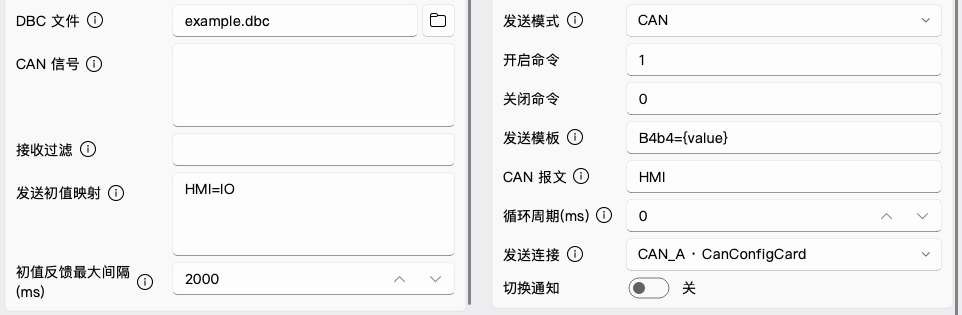 DBC 文件
example.dbc
CAN 信号
接收过滤
发送初值映射
HMI=IO
初值反馈最大间隔
(ms)
2000
发送模式
CAN
开启命令
1
关闭命令
0
发送模板
B4b4={value}
CAN 报文
HMI
循环周期(ms)
0
发送连接
CAN_A · CanConfigCard
切换通知
关